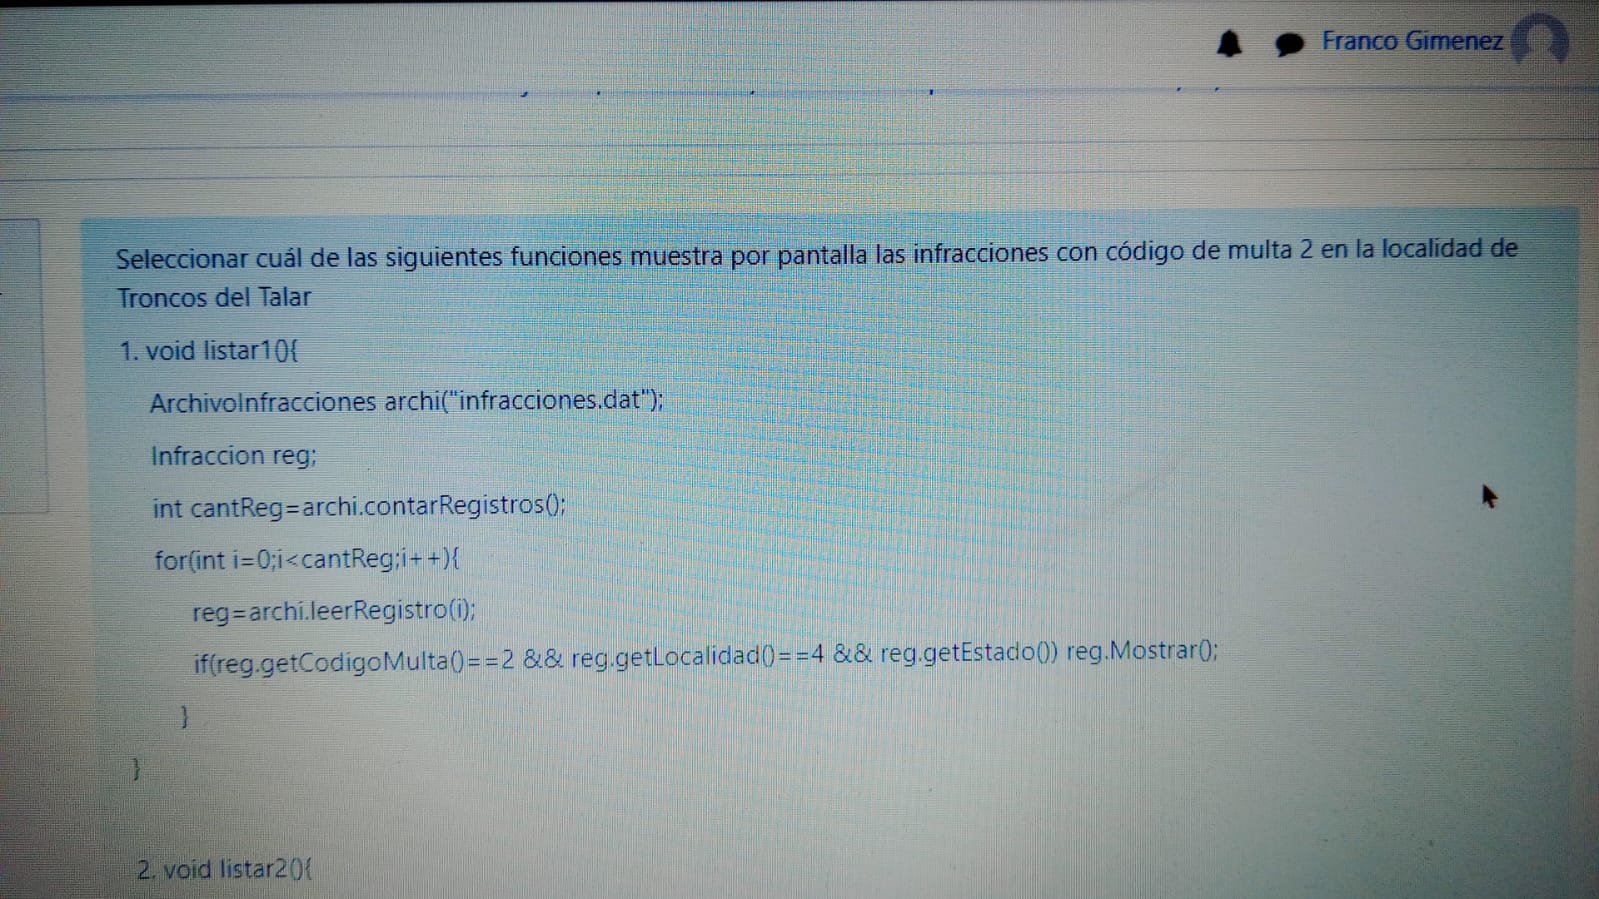 Franco Gimenez
Seleccionar cuál de las siguientes funciones muestra por pantalla las infracciones con código de multa 2 en la localidad de
Troncos del Talar
1. void listar1(){
ArchivoInfracciones archi("infracciones.dat");
Infraccion reg;
int cantReg=archi.contarRegistros();
for(int i=0;i<cantReg;i++){
reg=archi.leerRegistro(i);
if(reg.getCodigoMulta()==2 && reg.getLocalidad()==4 && reg.getEstado()) reg.Mostrar();
}
}
2. void listar2(){